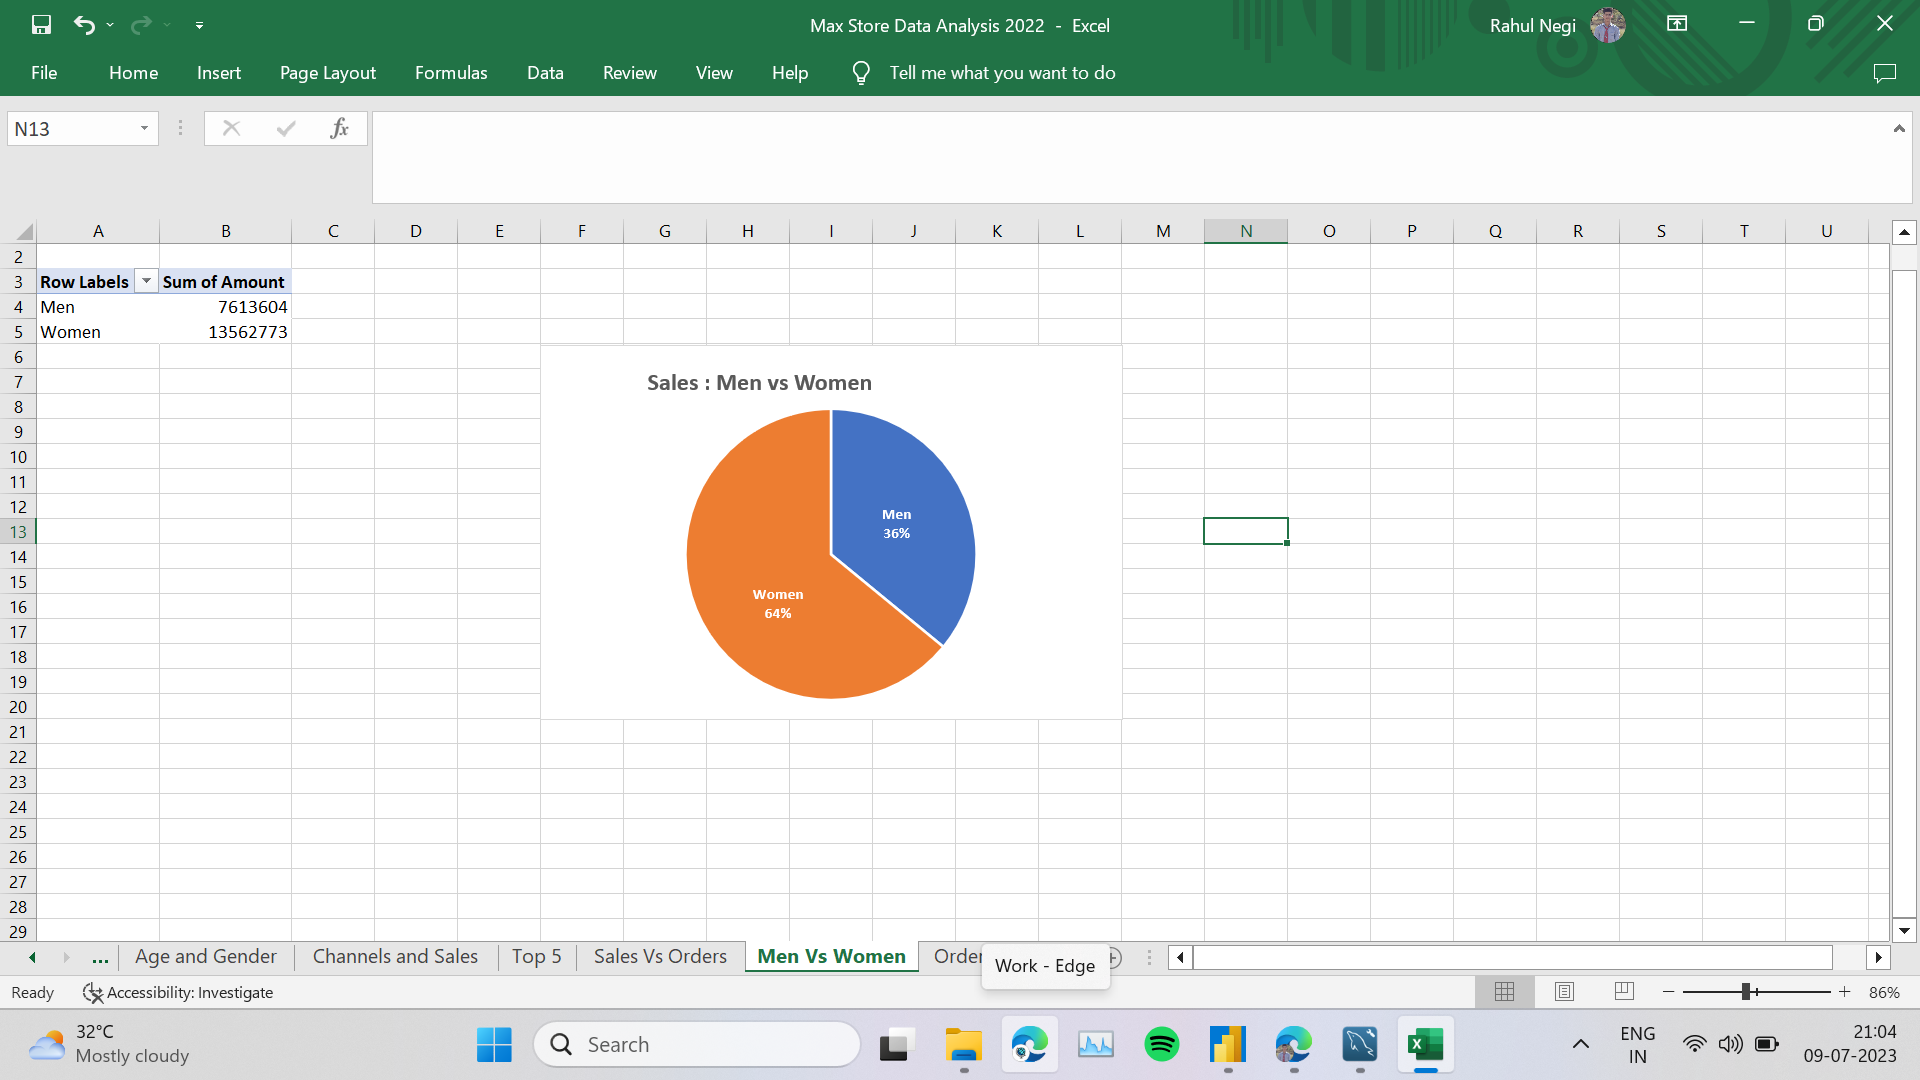 Max Store Data Analysis 2022 - Excel
Rahul Negi
File Home Insert Page Layout Formulas Data Review View Help Tell me what you want to do
N13
fx
A B C D E F G H I J K L M N O P Q R S T U
2
3 Row Labels Sum of Amount
4 Men 7613604
5 Women 13562773
6
7
8
9
10
11
12
13
14
15
16
17
18
19
20
21
22
23
24
25
26
27
28
29
Sales : Men vs Women
Men
36%
Women
64%
... Age and Gender Channels and Sales Top 5 Sales Vs Orders Men Vs Women
Work - Edge
Ready Accessibility: Investigate 86%
32°C
Mostly cloudy
Search
ENG
IN
21:04
09-07-2023